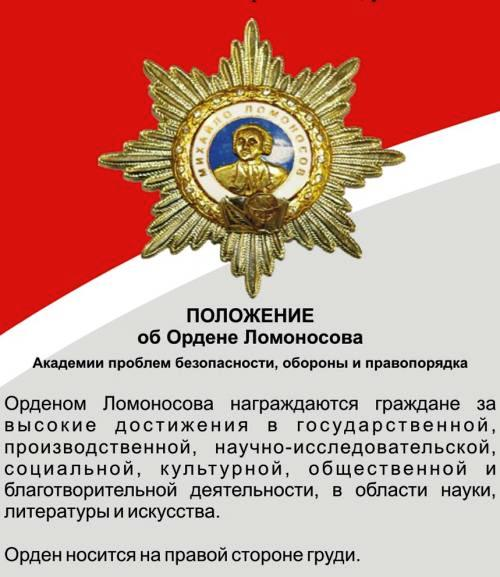 МИХАЙЛО ЛОМОНОСОВ
ПОЛОЖЕНИЕ
об Ордене Ломоносова
Академии проблем безопасности, обороны и правопорядка
Орденом Ломоносова награждаются граждане за
высокие достижения в государственной,
производственной, научно-исследовательской,
социальной, культурной, общественной и
благотворительной деятельности, в области науки,
литературы и искусства.
Орден носится на правой стороне груди.